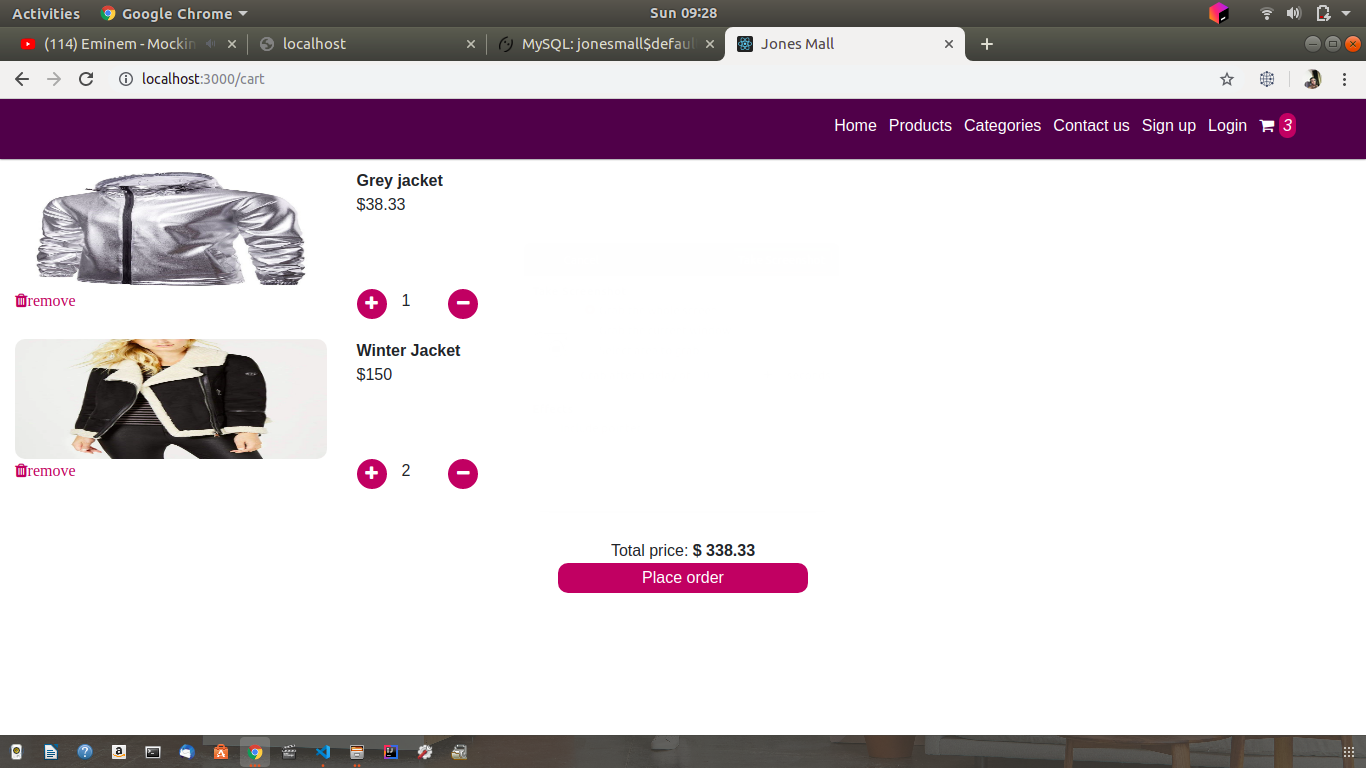 Activities Google Chrome Sun 09:28
(114) Eminem - Mockin localhost MySQL: jonesmall$defaul Jones Mall
localhost:3000/cart
Home Products Categories Contact us Sign up Login 3
Grey jacket
$38.33
remove 1
Winter Jacket
$150
remove 2
Total price: $ 338.33
Place order